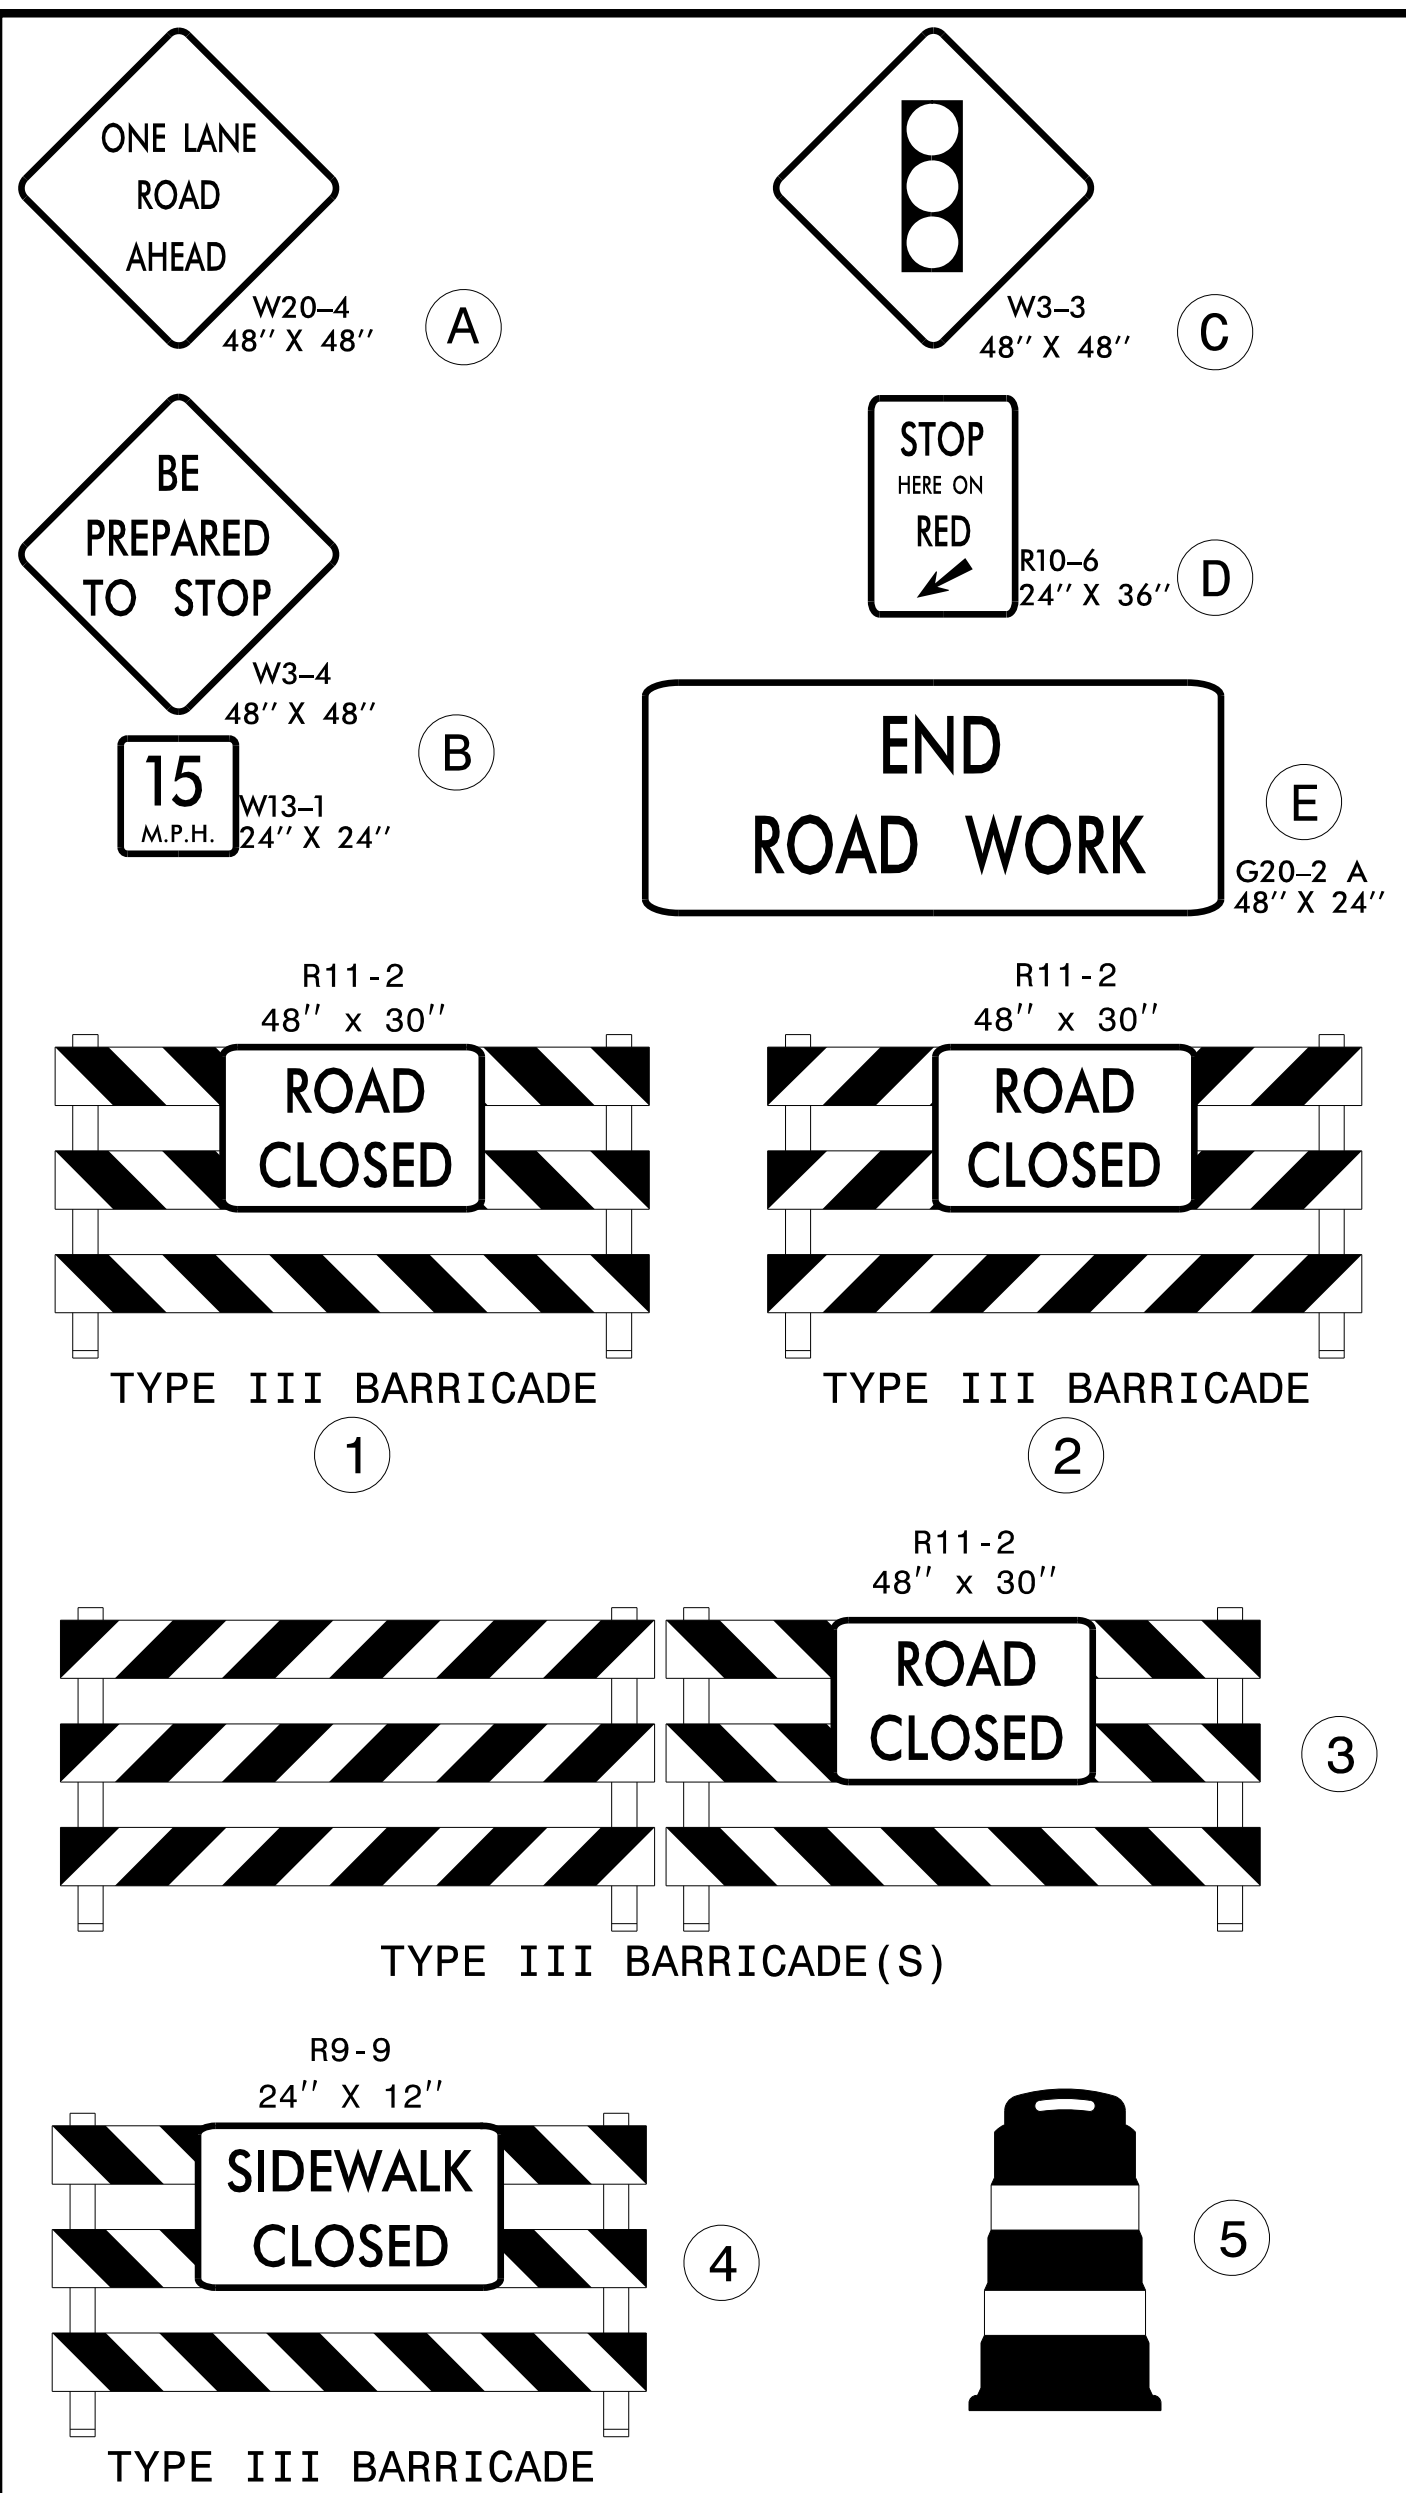 ONE LANE
ROAD
AHEAD
W20-4
48" X 48"
A
W3-3
48" X 48"
C
BE
PREPARED
TO STOP
W3-4
48" X 48"
15
M.P.H.
W13-1
24" X 24"
B
STOP
HERE ON
RED
R10-6
24" X 36"
D
END
ROAD WORK
E
G20-2 A
48" X 24"
R11-2
48" x 30"
ROAD
CLOSED
TYPE III BARRICADE
1
R11-2
48" x 30"
ROAD
CLOSED
TYPE III BARRICADE
2
R11-2
48" x 30"
ROAD
CLOSED
3
TYPE III BARRICADE(S)
R9-9
24" X 12"
SIDEWALK
CLOSED
4
TYPE III BARRICADE
5